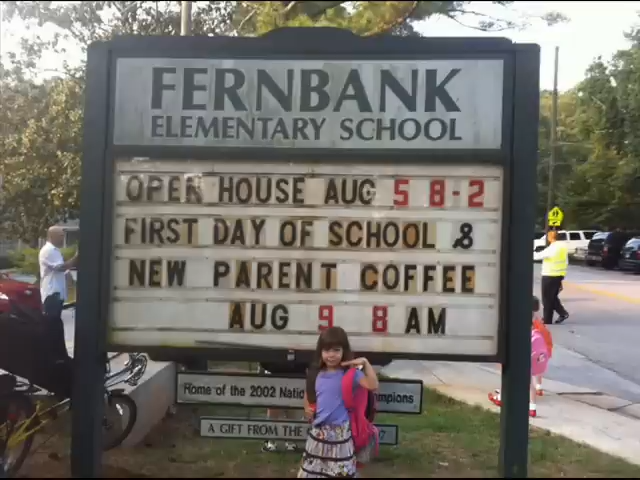 FERNBANK
ELEMENTARY SCHOOL
OPEN HOUSE AUG 5 8-2
FIRST DAY OF SCHOOL &
NEW PARENT COFFEE
AUG 9 8 AM
Home of the 2002 Nati
A GIFT FROM THE